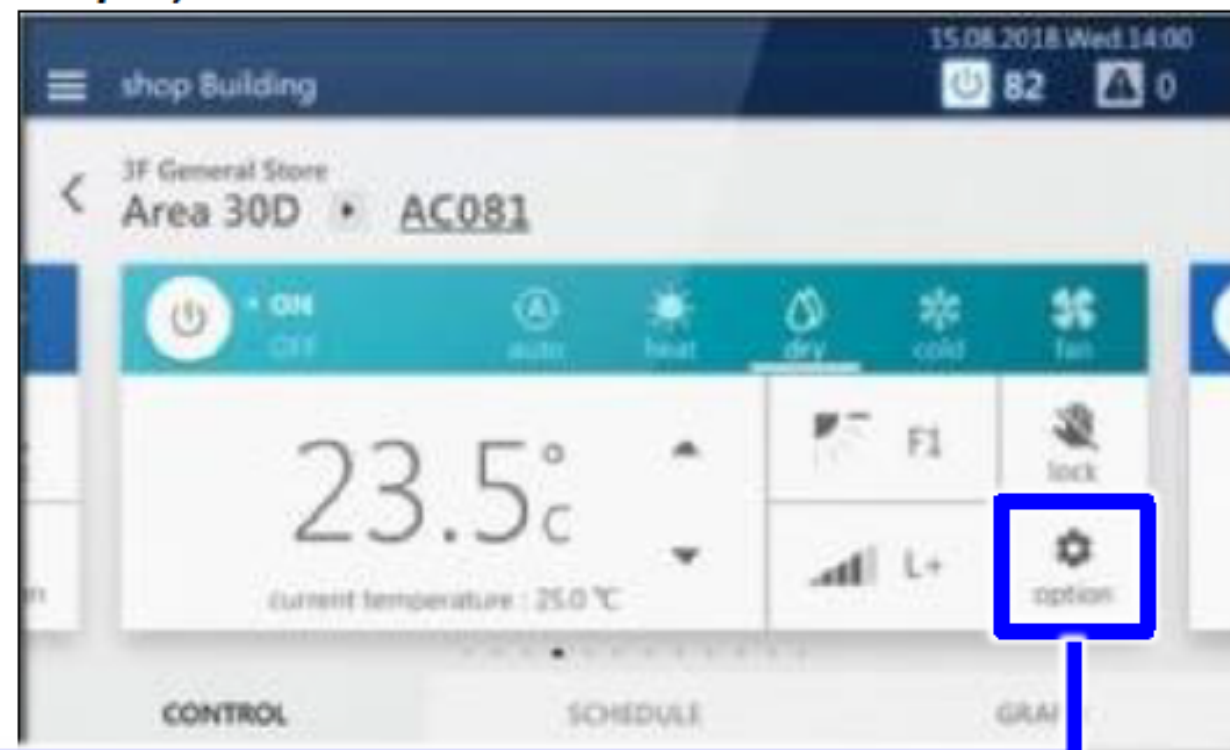 15.08.2018.Wed.14:00
shop Building 82 0
3F General Store
Area 30D AC081
ON
OFF
auto heat dry cold fan
23.5°C F1 lock
current temperature : 25.0 ℃ L+ option
CONTROL SCHEDULE